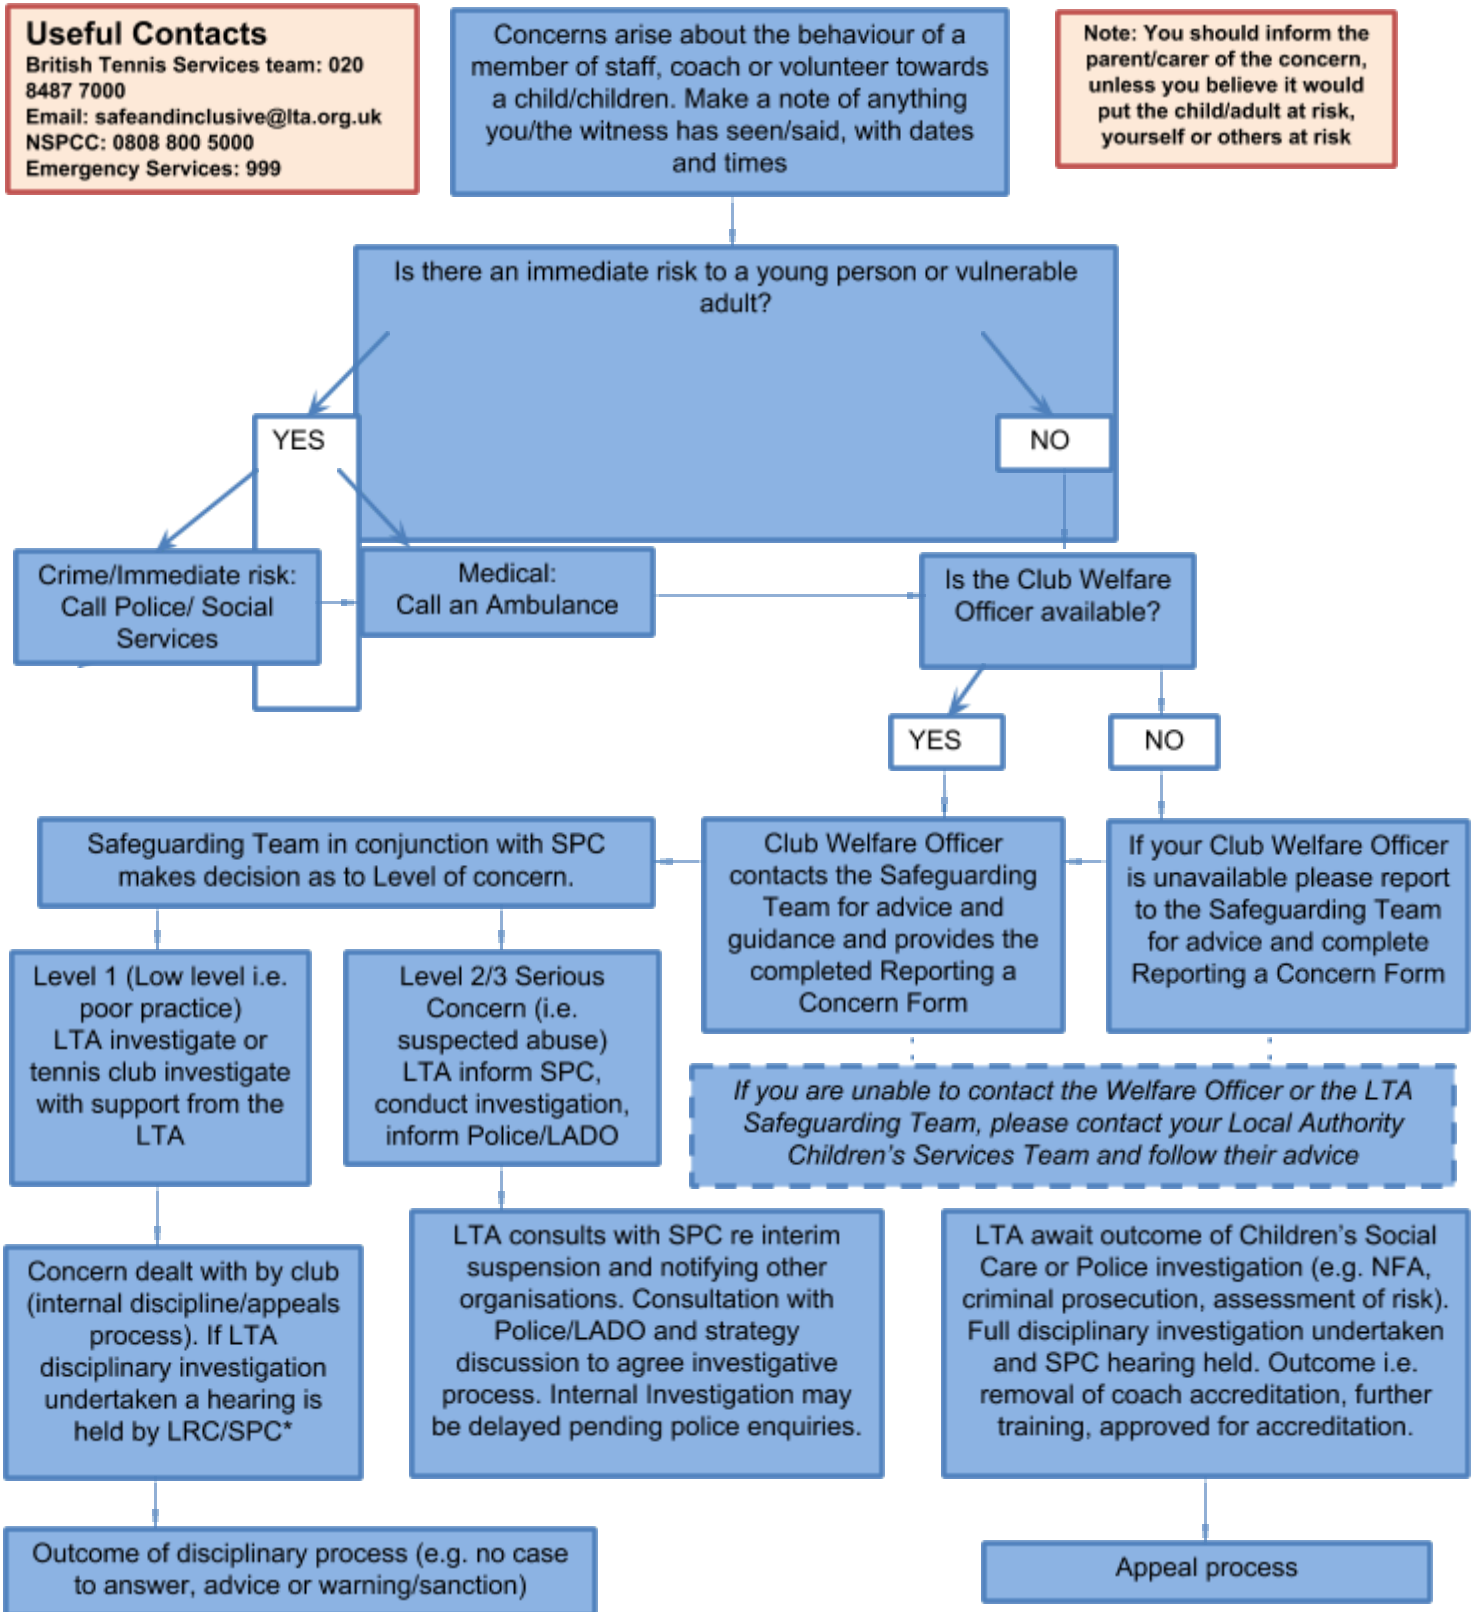 Useful Contacts
British Tennis Services team: 020
8487 7000
Email: safeandinclusive@lta.org.uk
NSPCC: 0808 800 5000
Emergency Services: 999
Concerns arise about the behaviour of a
member of staff, coach or volunteer towards
a child/children. Make a note of anything
you/the witness has seen/said, with dates
and times
Note: You should inform the
parent/carer of the concern,
unless you believe it would
put the child/adult at risk,
yourself or others at risk
Is there an immediate risk to a young person or vulnerable
adult?
YES
NO
Crime/Immediate risk:
Call Police/ Social
Services
Medical:
Call an Ambulance
Is the Club Welfare
Officer available?
YES
NO
Safeguarding Team in conjunction with SPC
makes decision as to Level of concern.
Club Welfare Officer
contacts the Safeguarding
Team for advice and
guidance and provides the
completed Reporting a
Concern Form
If your Club Welfare Officer
is unavailable please report
to the Safeguarding Team
for advice and complete
Reporting a Concern Form
Level 1 (Low level i.e.
poor practice)
LTA investigate or
tennis club investigate
with support from the
LTA
Level 2/3 Serious
Concern (i.e.
suspected abuse)
LTA inform SPC,
conduct investigation,
inform Police/LADO
If you are unable to contact the Welfare Officer or the LTA
Safeguarding Team, please contact your Local Authority
Children's Services Team and follow their advice
Concern dealt with by club
(internal discipline/appeals
process). If LTA
disciplinary investigation
undertaken a hearing is
held by LRC/SPC*
LTA consults with SPC re interim
suspension and notifying other
organisations. Consultation with
Police/LADO and strategy
discussion to agree investigative
process. Internal Investigation may
be delayed pending police enquiries.
LTA await outcome of Children's Social
Care or Police investigation (e.g. NFA,
criminal prosecution, assessment of risk).
Full disciplinary investigation undertaken
and SPC hearing held. Outcome i.e.
removal of coach accreditation, further
training, approved for accreditation.
Outcome of disciplinary process (e.g. no case
to answer, advice or warning/sanction)
Appeal process